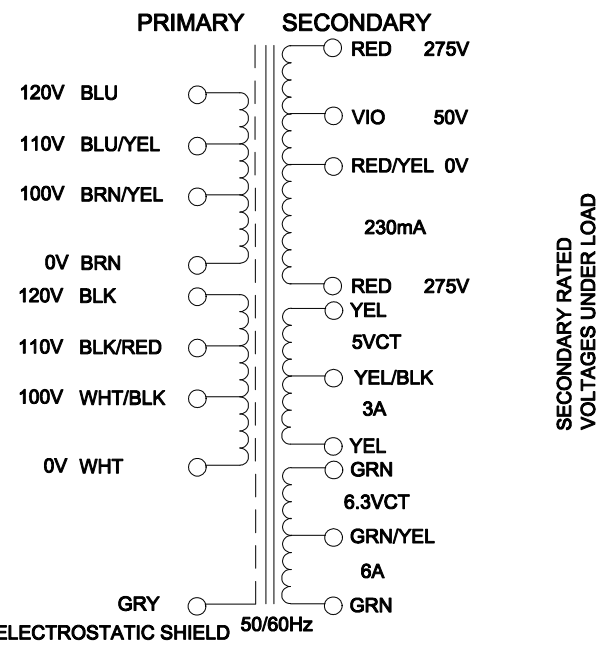 PRIMARY SECONDARY
RED 275V
120V BLU
VIO 50V
110V BLU/YEL
RED/YEL 0V
100V BRN/YEL
230mA
0V BRN
RED 275V
120V BLK
YEL
110V BLK/RED
5VCT
YEL/BLK
100V WHT/BLK
3A
YEL
0V WHT
GRN
6.3VCT
GRN/YEL
6A
GRY
GRN
ELECTROSTATIC SHIELD
50/60Hz
SECONDARY RATED
VOLTAGES UNDER LOAD